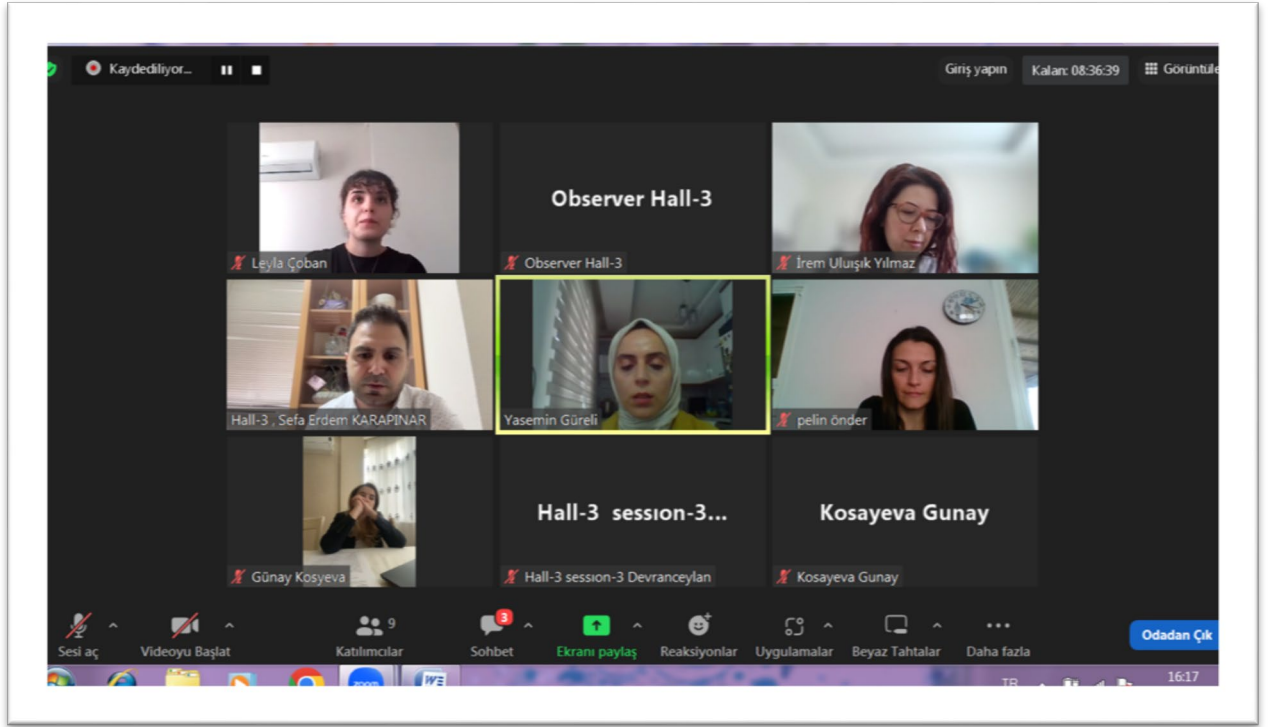 Kaydediliyor...
Giriş yapın
Kalan: 08:36:39
Görüntüle
Leyla Çoban
Observer Hall-3
Observer Hall-3
İrem Uluışık Yılmaz
Hall-3 , Sefa Erdem KARAPINAR
Yasemin Güreli
pelin önder
Günay Kosyeva
Hall-3 sessıon-3...
Hall-3 sessıon-3 Devranceylan
Kosayeva Gunay
Kosayeva Gunay
Sesi aç
Videoyu Başlat
9
Katılımcılar
3
Sohbet
Ekranı paylaş
Reaksiyonlar
Uygulamalar
Beyaz Tahtalar
Daha fazla
Odadan Çık
zoom
W
TR
16:17